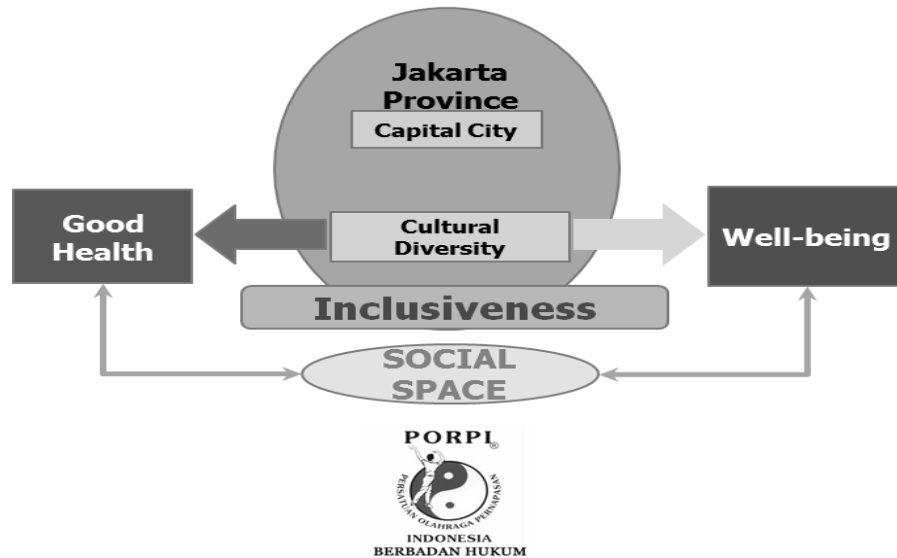 Jakarta
Province
Capital City
Good
Health
Cultural
Diversity
Well-being
Inclusiveness
SOCIAL
SPACE
PORPI
®
PERSATUAN OLAHRAGA PERNAPASAN
INDONESIA
BERBADAN HUKUM